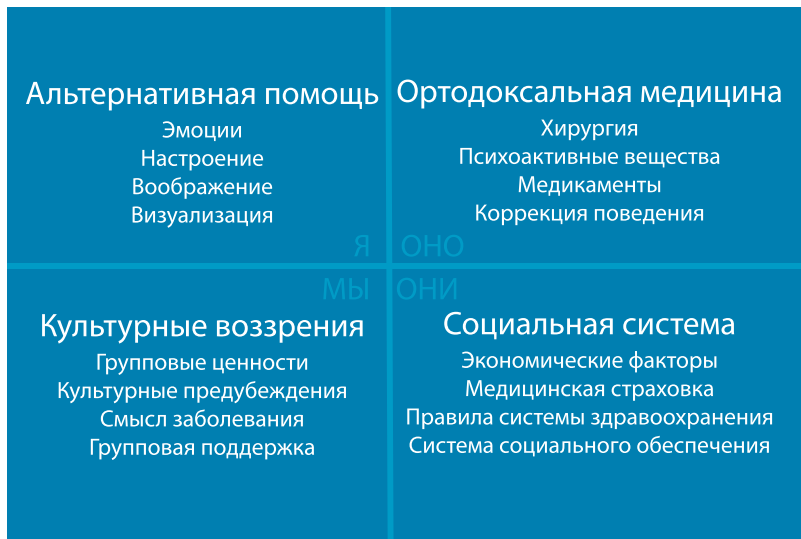 Альтернативная помощь
Эмоции
Настроение
Воображение
Визуализация
Я
Ортодоксальная медицина
Хирургия
Психоактивные вещества
Медикаменты
Коррекция поведения
ОНО
МЫ
Культурные воззрения
Групповые ценности
Культурные предубеждения
Смысл заболевания
Групповая поддержка
ОНИ
Социальная система
Экономические факторы
Медицинская страховка
Правила системы здравоохранения
Система социального обеспечения